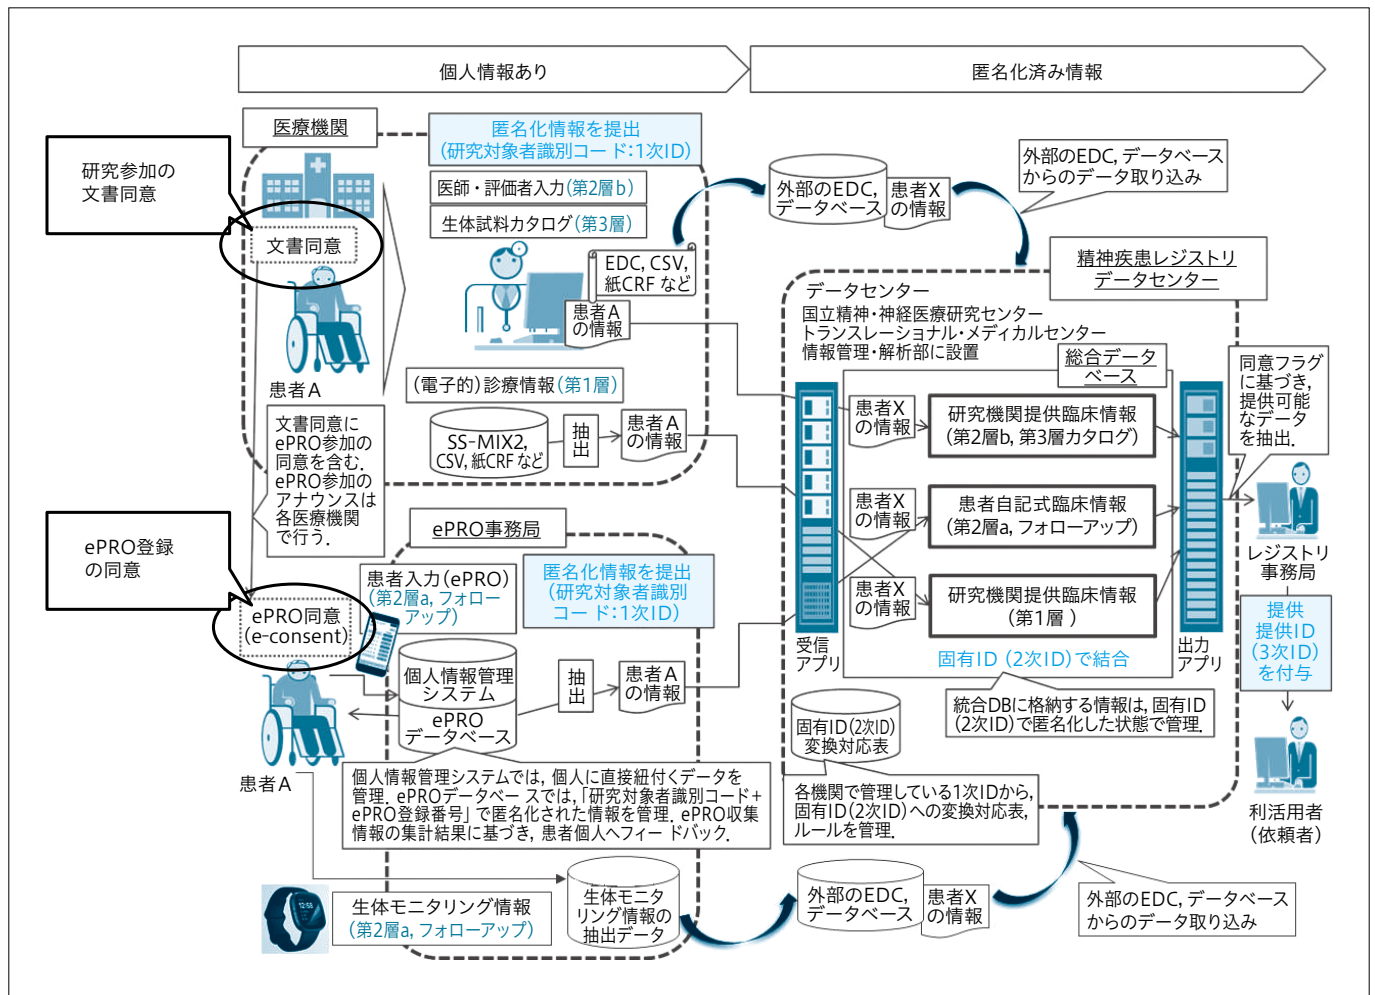 個人情報あり
匿名化済み情報
医療機関
匿名化情報を提出
(研究対象者識別コード:1次ID)
研究参加の
文書同意
医師・評価者入力(第2層b)
生体試料カタログ(第3層)
文書同意
EDC, CSV,
紙CRF など
患者A
の情報
患者A
(電子的)診療情報(第1層)
SS-MIX2,
CSV, 紙CRFなど
抽出
患者A
の情報
文書同意に
ePRO参加の
同意を含む.
ePRO参加の
アナウンスは
各医療機関
で行う.
外部のEDC,
データベース
患者X
の情報
外部のEDC, データベース
からのデータ取り込み
精神疾患レジストリ
データセンター
データセンター
国立精神・神経医療研究センター
トランスレーショナル・メディカルセンター
情報管理・解析部に設置
総合データ
ベース
患者X
の情報
研究機関提供臨床情報
(第2層b, 第3層カタログ)
患者X
の情報
患者自記式臨床情報
(第2層a, フォローアップ)
患者X
の情報
研究機関提供臨床情報
(第1層 )
受信
アプリ
固有ID (2次ID)で結合
出力
アプリ
統合DBに格納する情報は, 固有ID
(2次ID)で匿名化した状態で管理.
固有ID(2次ID)
変換対応表
各機関で管理している1次IDから,
固有ID(2次ID)への変換対応表,
ルールを管理.
同意フラグ
に基づき,
提供可能
なデータ
を抽出.
レジストリ
事務局
提供
提供ID
(3次ID)
を付与
利活用者
(依頼者)
ePRO登録
の同意
ePRO事務局
患者入力(ePRO)
(第2層a, フォロー
アップ)
匿名化情報を提出
(研究対象者識別
コード:1次ID)
ePRO同意
(e-consent)
個人情報管理
システム
ePRO
データベース
抽出
患者A
の情報
患者A
個人情報管理システムでは, 個人に直接紐付くデータを
管理. ePROデータベースでは, 「研究対象者識別コード+
ePRO登録番号」で匿名化された情報を管理. ePRO収集
情報の集計結果に基づき, 患者個人へフィードバック.
生体モニタリング情報
(第2層a, フォローアップ)
生体モニタ
リング情報の
抽出データ
外部のEDC,
データベース
患者X
の情報
外部のEDC, データベース
からのデータ取り込み